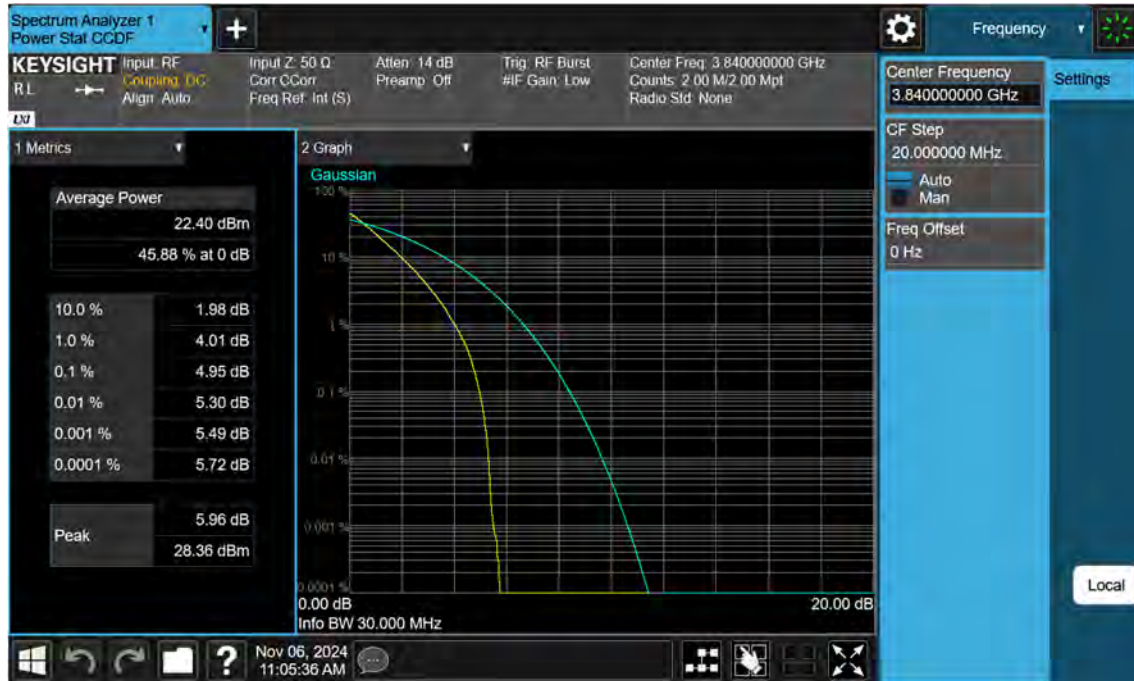 Spectrum Analyzer 1
Power Stat CCDF
Frequency
KEYSIGHT
R L
LXI
Input: RF
Coupling: DC
Align: Auto
Input Z: 50 Ω
Corr CCorr
Freq Ref: Int (S)
Atten: 14 dB
Preamp: Off
Trig: RF Burst
#IF Gain: Low
Center Freq: 3.840000000 GHz
Counts: 2.00 M/2.00 Mpt
Radio Std: None
Center Frequency
3.840000000 GHz
Settings
CF Step
20.000000 MHz
Auto
Man
Freq Offset
0 Hz
1 Metrics
Average Power
22.40 dBm
45.88 % at 0 dB
10.0 % 1.98 dB
1.0 % 4.01 dB
0.1 % 4.95 dB
0.01 % 5.30 dB
0.001 % 5.49 dB
0.0001 % 5.72 dB
Peak
5.96 dB
28.36 dBm
2 Graph
Gaussian
100 %
10 %
1 %
0.1 %
0.01 %
0.001 %
0.0001 %
0.00 dB 20.00 dB
Info BW 30.000 MHz
Local
? Nov 06, 2024
11:05:36 AM